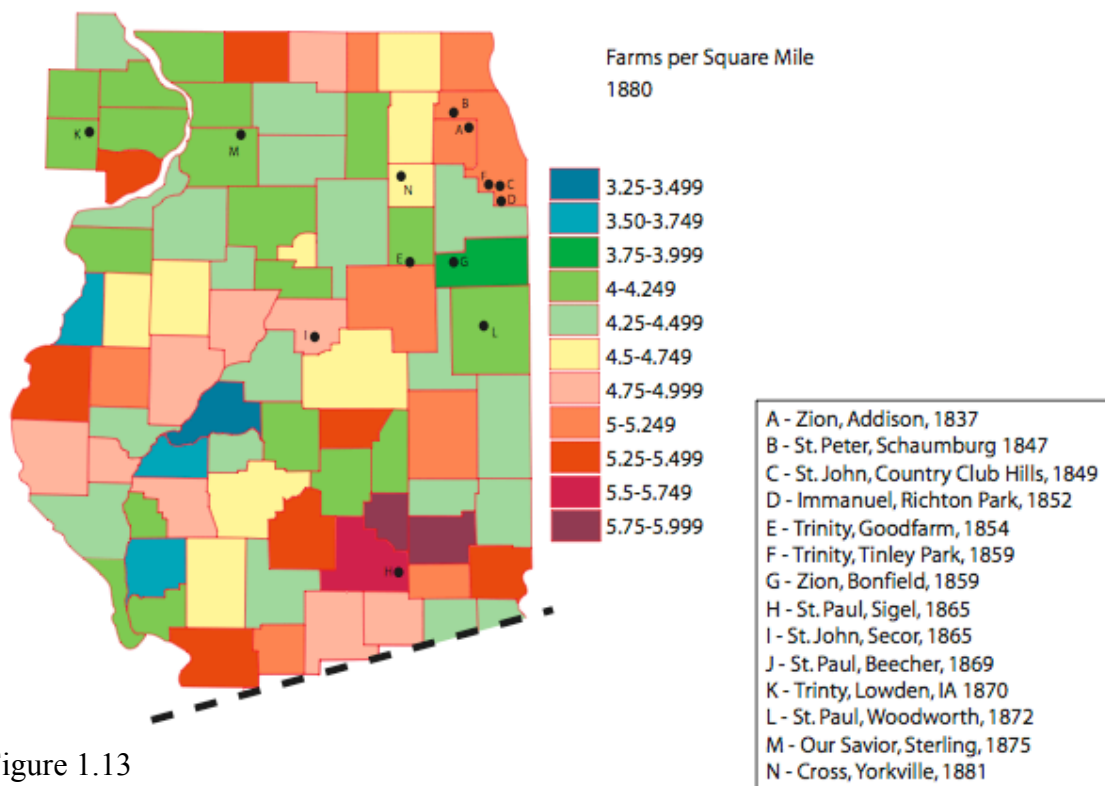 Farms per Square Mile
1880
B
A
K
M
N
F
C
D
E
G
L
I
H
3.25-3.499
3.50-3.749
3.75-3.999
4-4.249
4.25-4.499
4.5-4.749
4.75-4.999
5-5.249
5.25-5.499
5.5-5.749
5.75-5.999
A - Zion, Addison, 1837
B - St. Peter, Schaumburg 1847
C - St. John, Country Club Hills, 1849
D - Immanuel, Richton Park, 1852
E - Trinity, Goodfarm, 1854
F - Trinity, Tinley Park, 1859
G - Zion, Bonfield, 1859
H - St. Paul, Sigel, 1865
I - St. John, Secor, 1865
J - St. Paul, Beecher, 1869
K - Trinty, Lowden, IA 1870
L - St. Paul, Woodworth, 1872
M - Our Savior, Sterling, 1875
N - Cross, Yorkville, 1881
igure 1.13